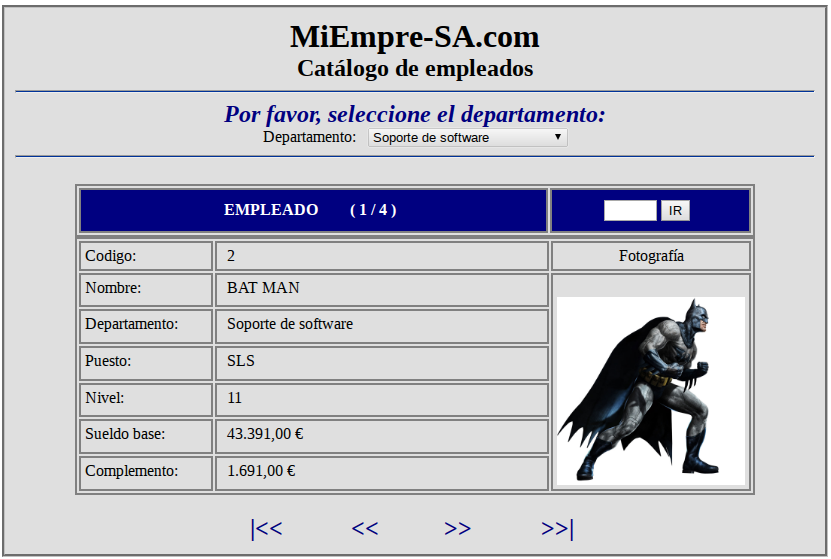 MiEmpre-SA.com
Catálogo de empleados
Por favor, seleccione el departamento:
Departamento: Soporte de software
EMPLEADO ( 1 / 4 ) IR
Codigo: 2 Fotografía
Nombre: BAT MAN
Departamento: Soporte de software
Puesto: SLS
Nivel: 11
Sueldo base: 43.391,00 €
Complemento: 1.691,00 €
|<< << >> >>|